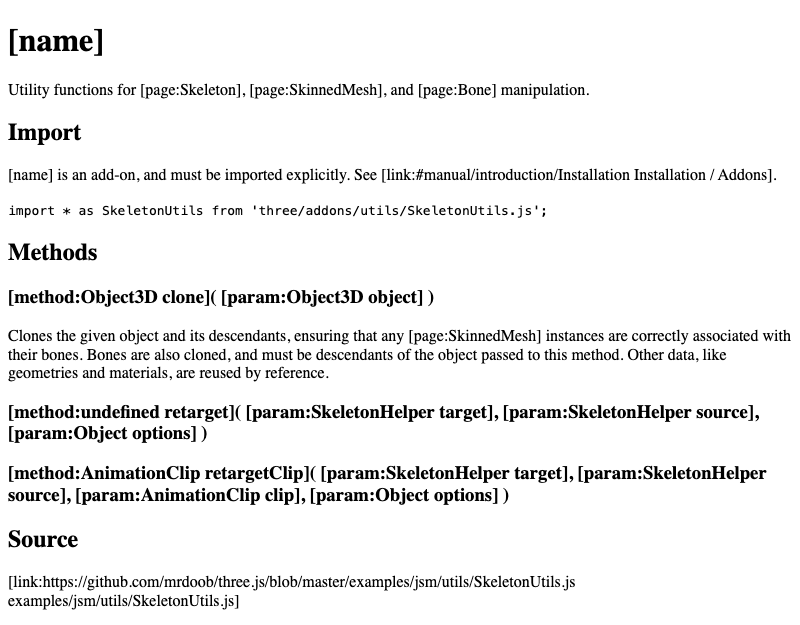 [name]
Utility functions for [page:Skeleton], [page:SkinnedMesh], and [page:Bone] manipulation.
Import
[name] is an add-on, and must be imported explicitly. See [link:#manual/introduction/Installation Installation / Addons].
import * as SkeletonUtils from 'three/addons/utils/SkeletonUtils.js';
Methods
[method:Object3D clone]( [param:Object3D object] )
Clones the given object and its descendants, ensuring that any [page:SkinnedMesh] instances are correctly associated with
their bones. Bones are also cloned, and must be descendants of the object passed to this method. Other data, like
geometries and materials, are reused by reference.
[method:undefined retarget]( [param:SkeletonHelper target], [param:SkeletonHelper source],
[param:Object options] )
[method:AnimationClip retargetClip]( [param:SkeletonHelper target], [param:SkeletonHelper
source], [param:AnimationClip clip], [param:Object options] )
Source
[link:https://github.com/mrdoob/three.js/blob/master/examples/jsm/utils/SkeletonUtils.js
examples/jsm/utils/SkeletonUtils.js]